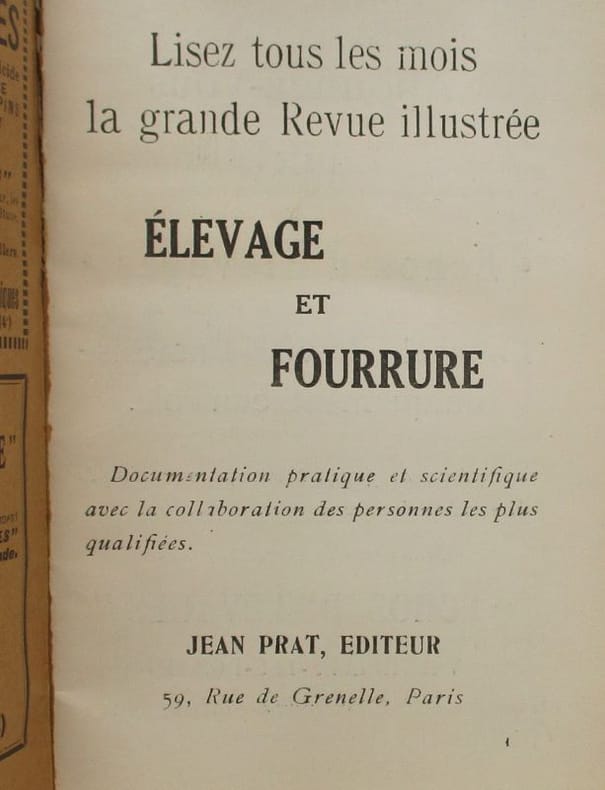 Lisez tous les mois
la grande Revue illustrée
ÉLEVAGE
ET
FOURRURE
Documentation pratique et scientifique
avec la collaboration des personnes les plus
qualifiées.
JEAN PRAT, EDITEUR
59, Rue de Grenelle, Paris